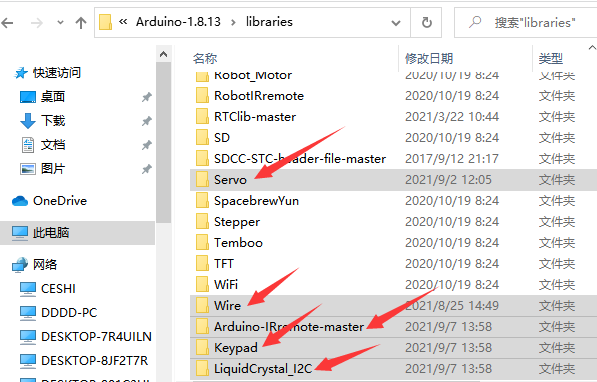 « Arduino-1.8.13 › libraries
搜索"libraries"
快速访问
桌面
下载
文档
图片
OneDrive
此电脑
网络
CESHI
DDDD-PC
DESKTOP-7R4UILN
DESKTOP-8JF2T7R
名称 修改日期 类型
Robot_Motor 2020/10/19 8:24 文件夹
RobotIRremote 2020/10/19 8:24 文件夹
RTClib-master 2021/3/22 10:44 文件夹
SD 2020/10/19 8:24 文件夹
SDCC-STC-header-file-master 2017/9/12 21:17 文件夹
Servo 2021/9/2 12:05 文件夹
SpacebrewYun 2020/10/19 8:24 文件夹
Stepper 2020/10/19 8:24 文件夹
Temboo 2020/10/19 8:24 文件夹
TFT 2020/10/19 8:24 文件夹
WiFi 2020/10/19 8:24 文件夹
Wire 2021/8/25 14:49 文件夹
Arduino-IRremote-master 2021/9/7 13:58 文件夹
Keypad 2021/9/7 13:58 文件夹
LiquidCrystal_I2C 2021/9/7 13:58 文件夹